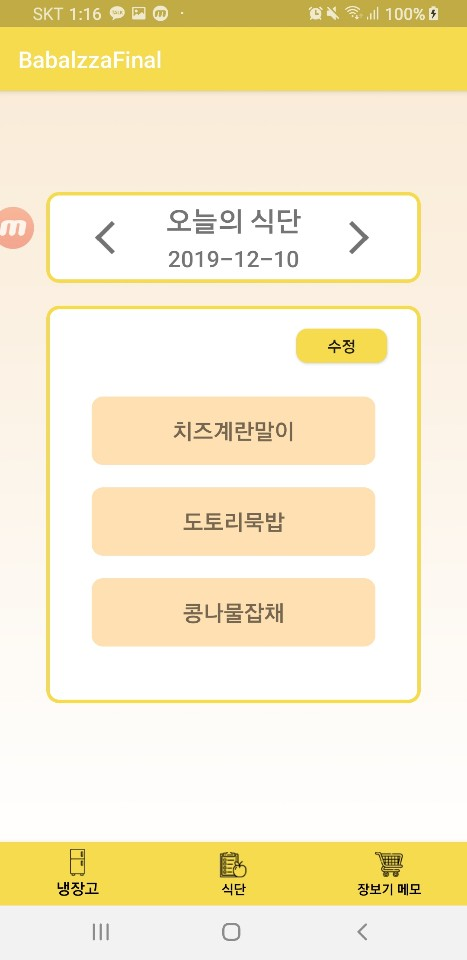 SKT 1:16 TALK m · 100%
BabalzzaFinal
m
오늘의 식단
2019-12-10
수정
치즈계란말이
도토리묵밥
콩나물잡채
냉장고 식단 장보기 메모